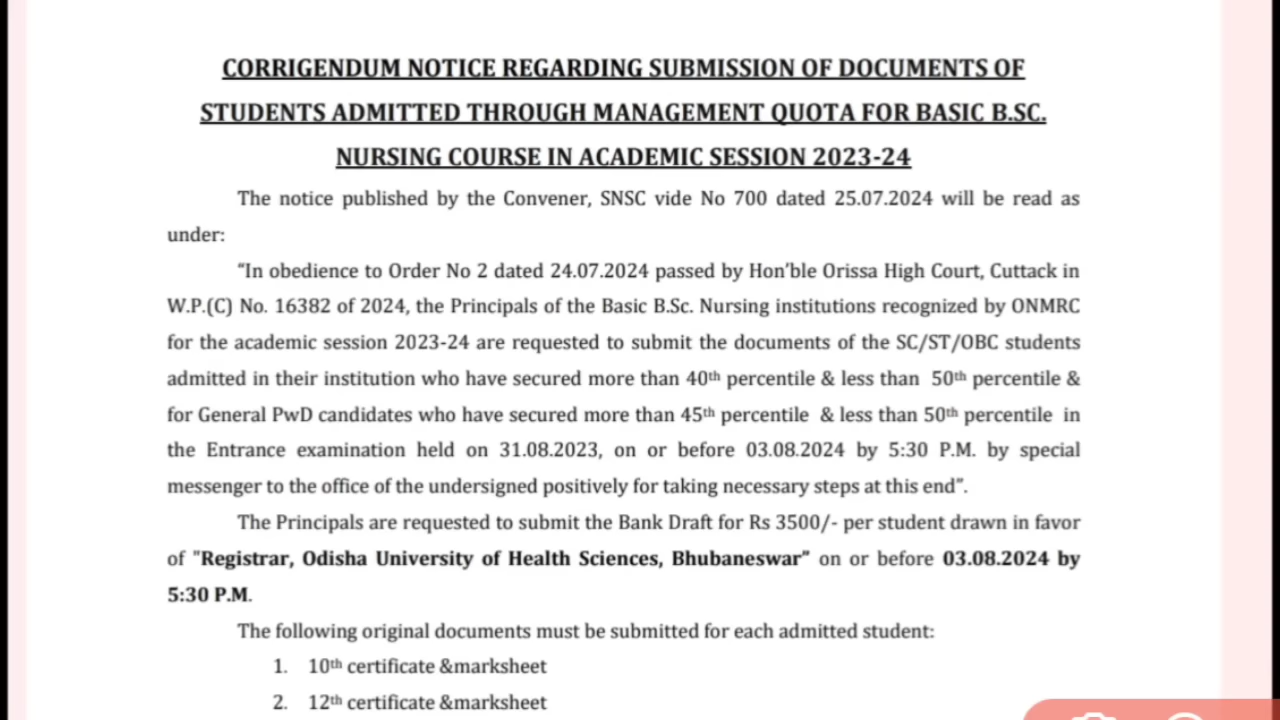 CORRIGENDUM NOTICE REGARDING SUBMISSION OF DOCUMENTS OF
STUDENTS ADMITTED THROUGH MANAGEMENT QUOTA FOR BASIC B.SC.
NURSING COURSE IN ACADEMIC SESSION 2023-24
The notice published by the Convener, SNSC vide No 700 dated 25.07.2024 will be read as
under:
“In obedience to Order No 2 dated 24.07.2024 passed by Hon’ble Orissa High Court, Cuttack in
W.P.(C) No. 16382 of 2024, the Principals of the Basic B.Sc. Nursing institutions recognized by ONMRC
for the academic session 2023-24 are requested to submit the documents of the SC/ST/OBC students
admitted in their institution who have secured more than 40th percentile & less than 50th percentile &
for General PwD candidates who have secured more than 45th percentile & less than 50th percentile in
the Entrance examination held on 31.08.2023, on or before 03.08.2024 by 5:30 P.M. by special
messenger to the office of the undersigned positively for taking necessary steps at this end”.
The Principals are requested to submit the Bank Draft for Rs 3500/- per student drawn in favor
of "Registrar, Odisha University of Health Sciences, Bhubaneswar” on or before 03.08.2024 by
5:30 P.M.
The following original documents must be submitted for each admitted student:
1. 10th certificate &marksheet
2. 12th certificate &marksheet